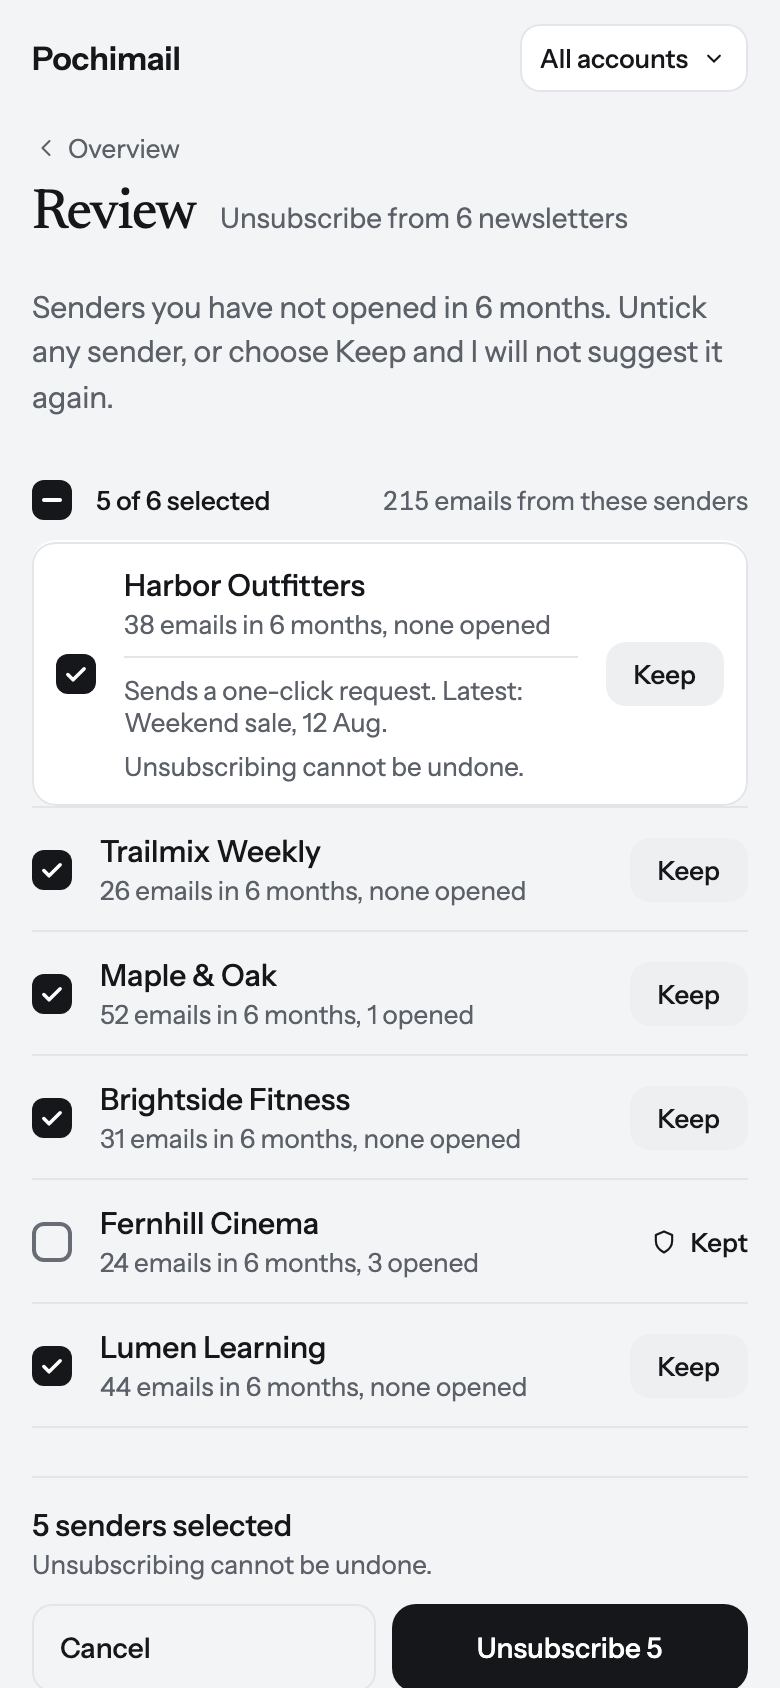 Pochimail
All accounts
Overview
Review
Unsubscribe from 6 newsletters
Senders you have not opened in 6 months. Untick
any sender, or choose Keep and I will not suggest it
again.
5 of 6 selected
215 emails from these senders
Harbor Outfitters
38 emails in 6 months, none opened
Sends a one-click request. Latest:
Weekend sale, 12 Aug.
Unsubscribing cannot be undone.
Keep
Trailmix Weekly
26 emails in 6 months, none opened
Keep
Maple & Oak
52 emails in 6 months, 1 opened
Keep
Brightside Fitness
31 emails in 6 months, none opened
Keep
Fernhill Cinema
24 emails in 6 months, 3 opened
Kept
Lumen Learning
44 emails in 6 months, none opened
Keep
5 senders selected
Unsubscribing cannot be undone.
Cancel
Unsubscribe 5